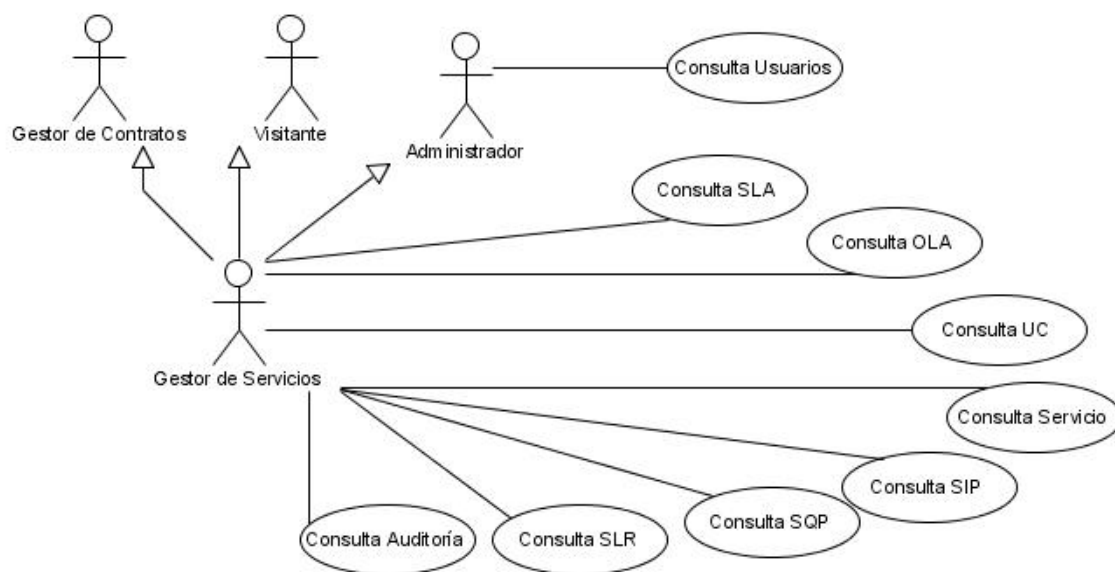 Consulta Usuarios
Gestor de Contratos
Visitante
Administrador
Consulta SLA
Consulta OLA
Consulta UC
Gestor de Servicios
Consulta Servicio
Consulta SIP
Consulta SQP
Consulta Auditoría
Consulta SLR